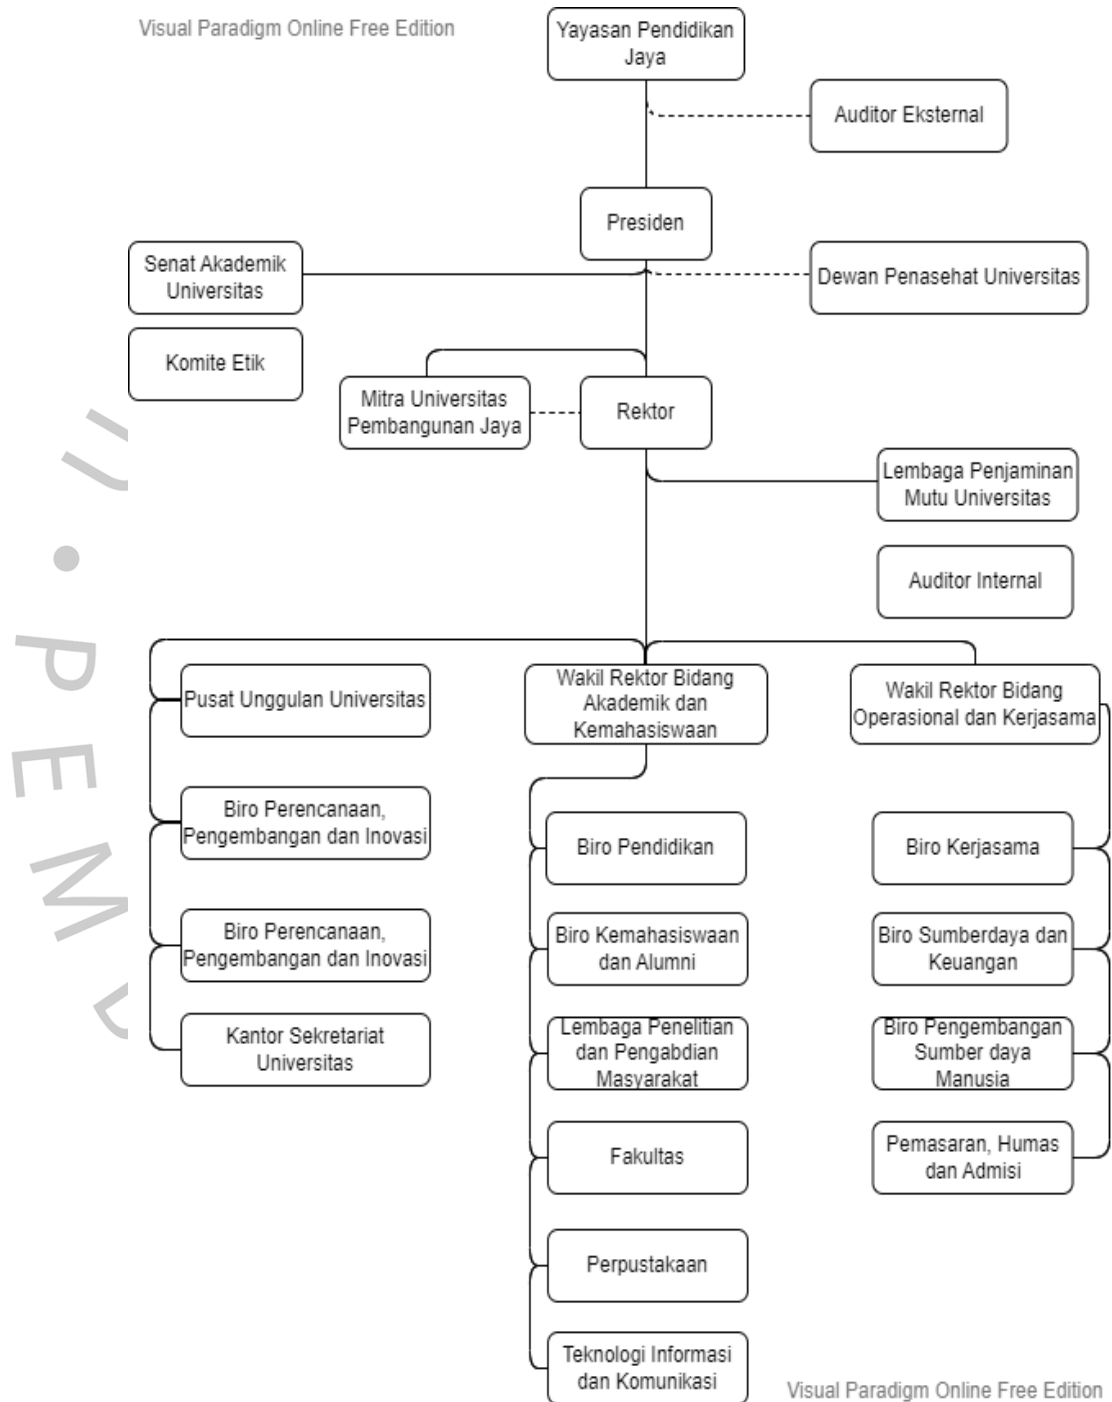 Visual Paradigm Online Free Edition
Yayasan Pendidikan
Jaya
Auditor Eksternal
Presiden
Senat Akademik
Universitas
Dewan Penasehat Universitas
Komite Etik
Mitra Universitas
Pembangunan Jaya
Rektor
Lembaga Penjaminan
Mutu Universitas
Auditor Internal
Pusat Unggulan Universitas
Wakil Rektor Bidang
Akademik dan
Kemahasiswaan
Wakil Rektor Bidang
Operasional dan Kerjasama
Biro Perencanaan,
Pengembangan dan Inovasi
Biro Pendidikan
Biro Kerjasama
Biro Perencanaan,
Pengembangan dan Inovasi
Biro Kemahasiswaan
dan Alumni
Biro Sumberdaya dan
Keuangan
Kantor Sekretariat
Universitas
Lembaga Penelitian
dan Pengabdian
Masyarakat
Biro Pengembangan
Sumber daya
Manusia
Fakultas
Pemasaran, Humas
dan Admisi
Perpustakaan
Teknologi Informasi
dan Komunikasi
Visual Paradigm Online Free Edition
P E M